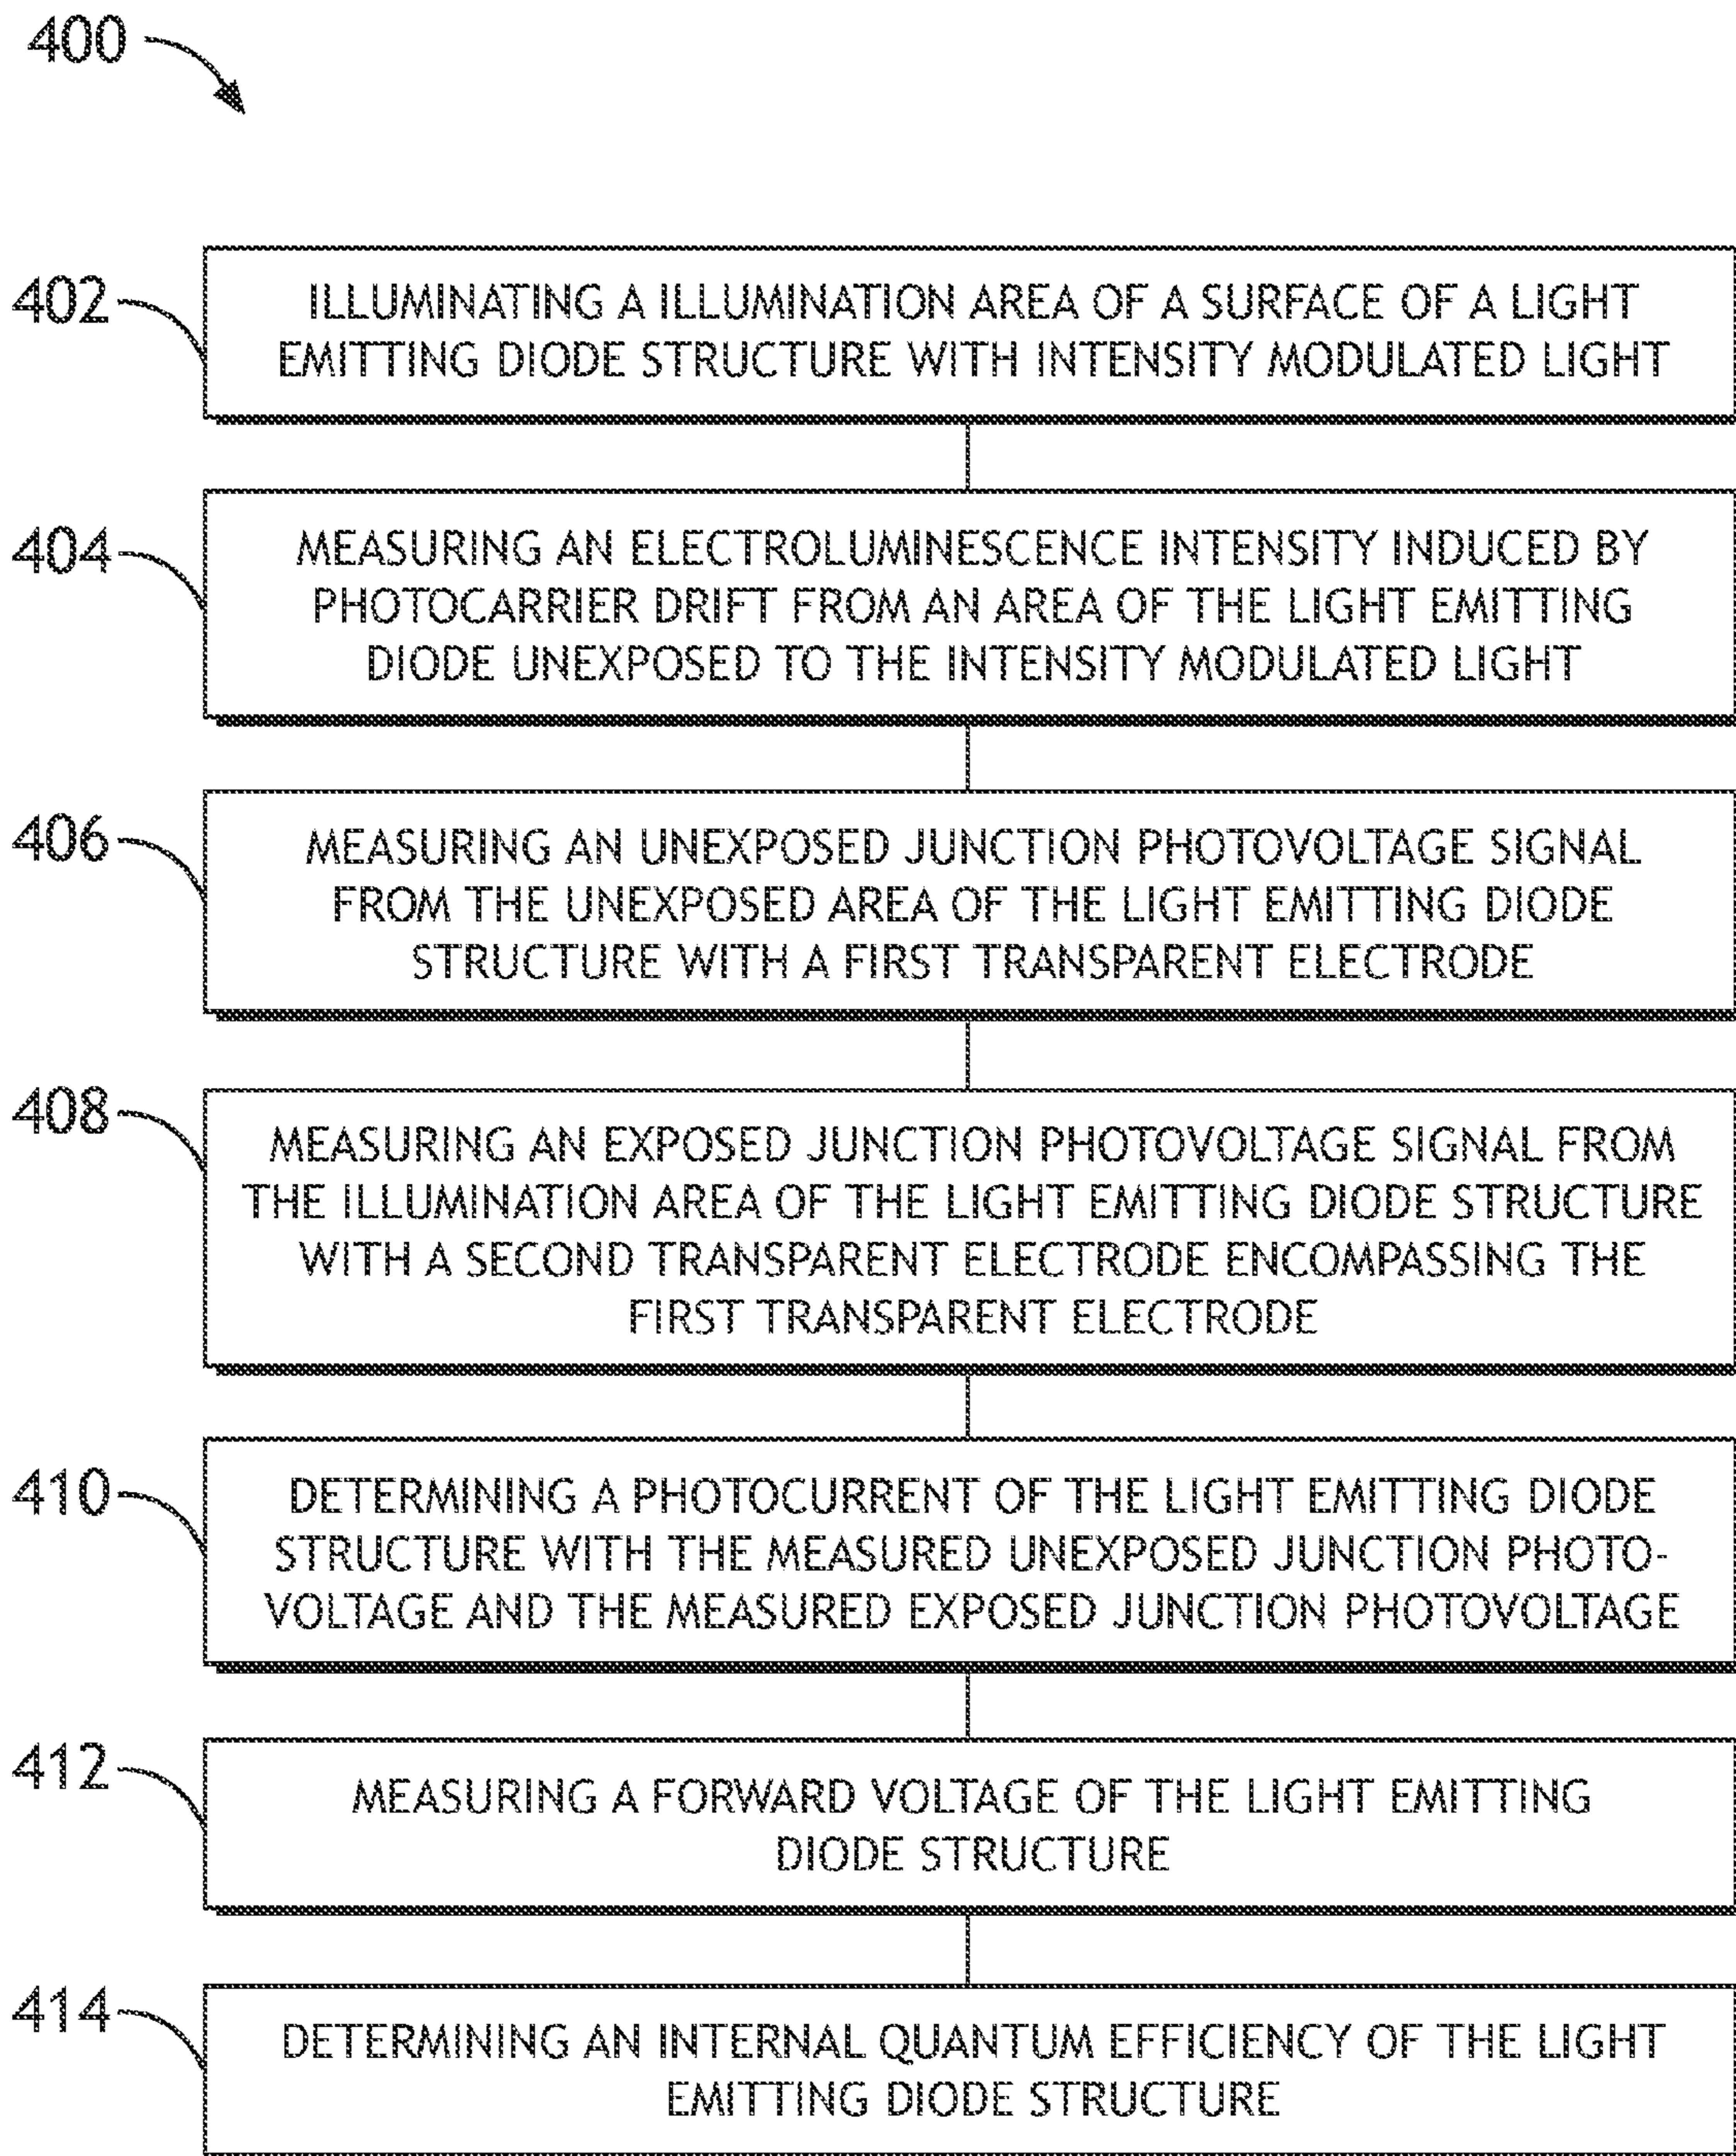 400
402
ILLUMINATING A ILLUMINATION AREA OF A SURFACE OF A LIGHT
EMITTING DIODE STRUCTURE WITH INTENSITY MODULATED LIGHT
404
MEASURING AN ELECTROLUMINESCENCE INTENSITY INDUCED BY
PHOTOCARRIER DRIFT FROM AN AREA OF THE LIGHT EMITTING
DIODE UNEXPOSED TO THE INTENSITY MODULATED LIGHT
406
MEASURING AN UNEXPOSED JUNCTION PHOTOVOLTAGE SIGNAL
FROM THE UNEXPOSED AREA OF THE LIGHT EMITTING DIODE
STRUCTURE WITH A FIRST TRANSPARENT ELECTRODE
408
MEASURING AN EXPOSED JUNCTION PHOTOVOLTAGE SIGNAL FROM
THE ILLUMINATION AREA OF THE LIGHT EMITTING DIODE STRUCTURE
WITH A SECOND TRANSPARENT ELECTRODE ENCOMPASSING THE
FIRST TRANSPARENT ELECTRODE
410
DETERMINING A PHOTOCURRENT OF THE LIGHT EMITTING DIODE
STRUCTURE WITH THE MEASURED UNEXPOSED JUNCTION PHOTO-
VOLTAGE AND THE MEASURED EXPOSED JUNCTION PHOTOVOLTAGE
412
MEASURING A FORWARD VOLTAGE OF THE LIGHT EMITTING
DIODE STRUCTURE
414
DETERMINING AN INTERNAL QUANTUM EFFICIENCY OF THE LIGHT
EMITTING DIODE STRUCTURE